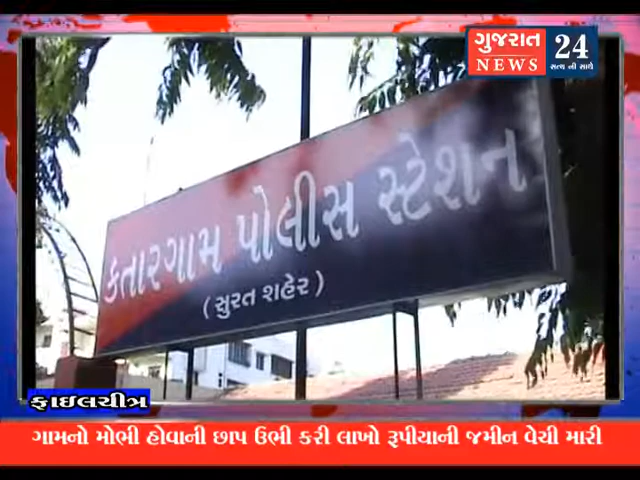 ગુજરાત
NEWS
24
સત્ય ની સાથે
કતારગામ પોલીસ સ્ટેશન
(સુરત શહેર)
ફાઇલચીત્ર
ગામનો મોભી હોવાની છાપ ઉભી કરી લાખો રૂપીયાની જમીન વેચી મારી